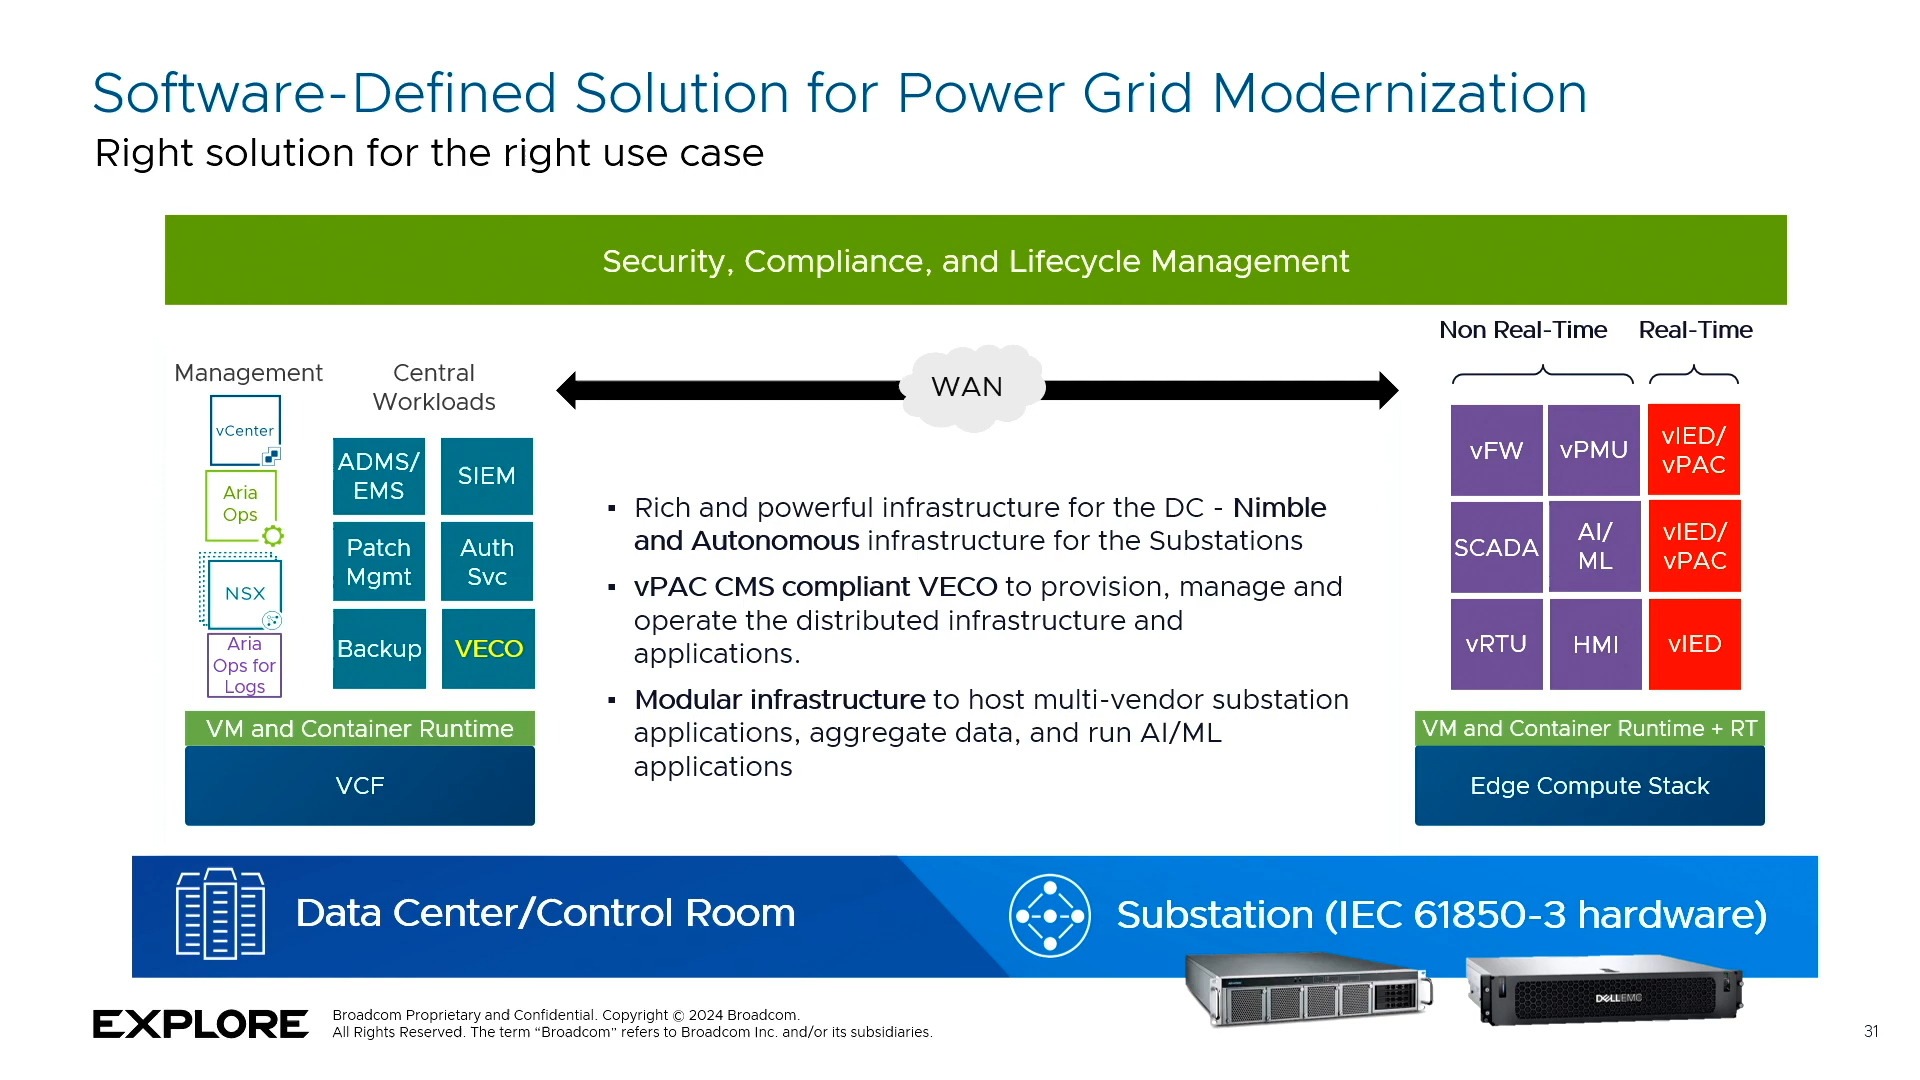 Software-Defined Solution for Power Grid Modernization
Right solution for the right use case
Security, Compliance, and Lifecycle Management
Management
vCenter
Aria
Ops
NSX
Aria
Ops for
Logs
Central
Workloads
ADMS/
EMS
SIEM
Patch
Mgmt
Auth
Svc
Backup
VECO
VM and Container Runtime
VCF
WAN
▪ Rich and powerful infrastructure for the DC - Nimble
and Autonomous infrastructure for the Substations
▪ vPAC CMS compliant VECO to provision, manage and
operate the distributed infrastructure and
applications.
▪ Modular infrastructure to host multi-vendor substation
applications, aggregate data, and run AI/ML
applications
Non Real-Time
Real-Time
vFW
vPMU
vIED/
vPAC
SCADA
AI/
ML
vIED/
vPAC
vRTU
HMI
vIED
VM and Container Runtime + RT
Edge Compute Stack
Data Center/Control Room
Substation (IEC 61850-3 hardware)
DELLEMC
EXPLORE
Broadcom Proprietary and Confidential. Copyright © 2024 Broadcom.
All Rights Reserved. The term “Broadcom” refers to Broadcom Inc. and/or its subsidiaries.
31